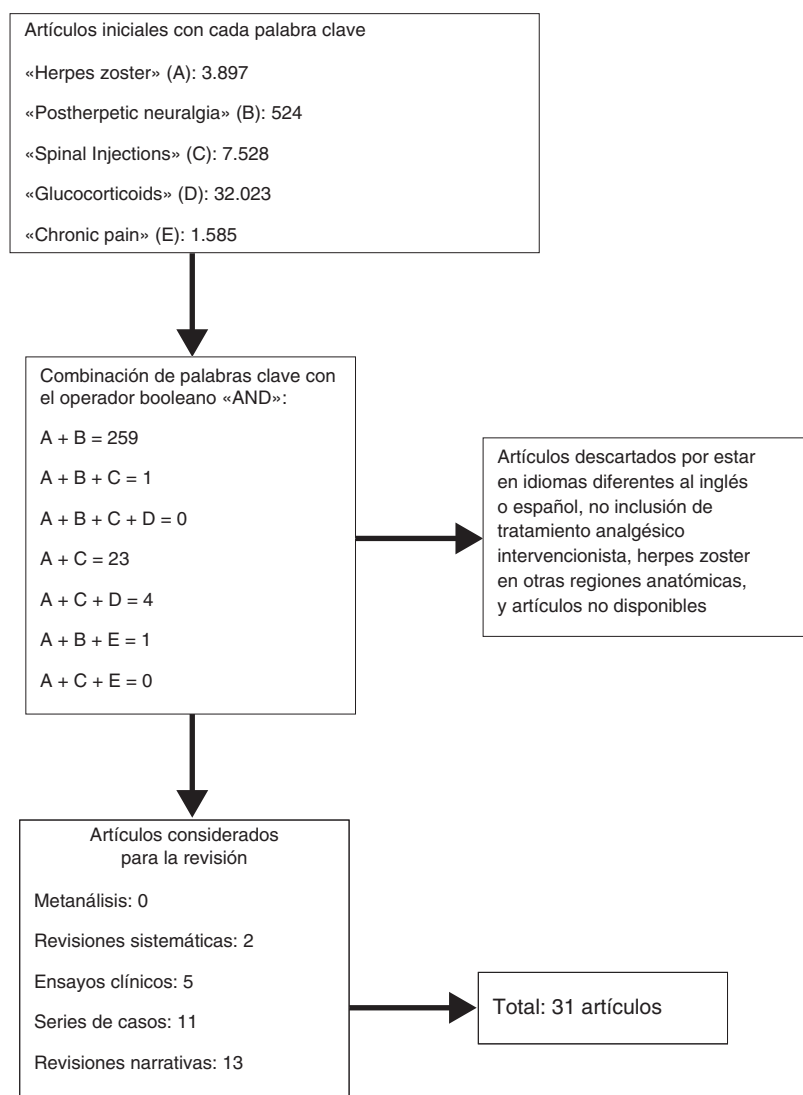 Artículos iniciales con cada palabra clave
«Herpes zoster» (A): 3.897
«Postherpetic neuralgia» (B): 524
«Spinal Injections» (C): 7.528
«Glucocorticoids» (D): 32.023
«Chronic pain» (E): 1.585
Combinación de palabras clave con
el operador booleano «AND»:
A + B = 259
A + B + C = 1
A + B + C + D = 0
A + C = 23
A + C + D = 4
A + B + E = 1
A + C + E = 0
Artículos descartados por estar
en idiomas diferentes al inglés
o español, no inclusión de
tratamiento analgésico
intervencionista, herpes zoster
en otras regiones anatómicas,
y artículos no disponibles
Artículos considerados
para la revisión
Metanálisis: 0
Revisiones sistemáticas: 2
Ensayos clínicos: 5
Series de casos: 11
Revisiones narrativas: 13
Total: 31 artículos